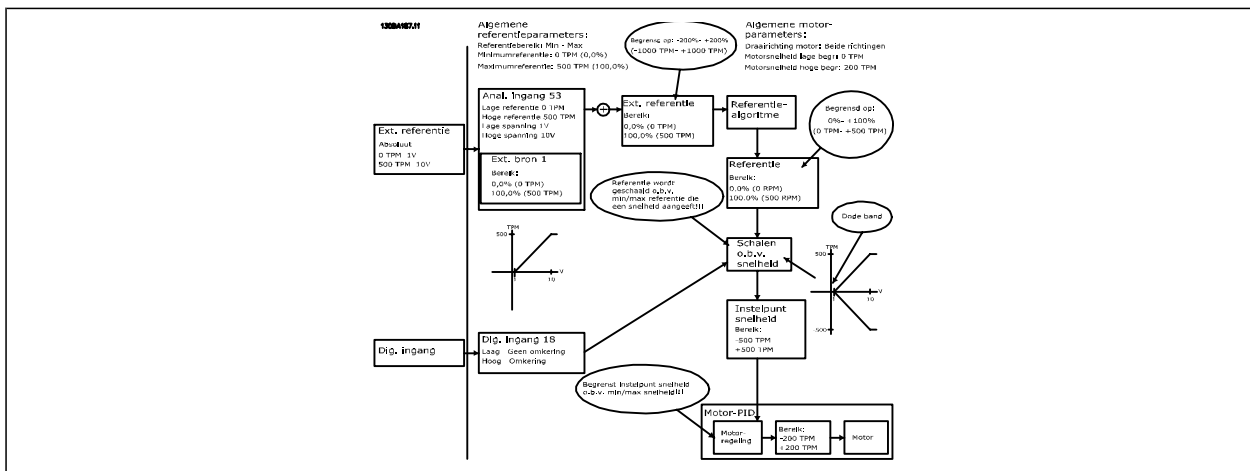 130BA187.11
Algemene
referentieparameters:
Referentiebereik: Min - Max
Minimumreferentie: 0 TPM (0,0%)
Maximumreferentie: 500 TPM (100,0%)
Begrensg op: -200%- +200%
(-1000 TPM- +1000 TPM)
Algemene motor-
parameters:
Draairichting motor: Beide richtingen
Motorsnelheid lage begr: 0 TPM
Motorsnelheid hoge begr: 200 TPM
Ext. referentie
Absoluut
0 TPM 1V
500 TPM 10V
Anal. ingang 53
Lage referentie 0 TPM
Hoge referentie 500 TPM
Lage spanning 1V
Hoge spanning 10V
Ext. bron 1
Bereik:
0,0% (0 TPM)
100,0% (500 TPM)
Ext. referentie
Bereik:
0,0% (0 TPM)
100,0% (500 TPM)
Referentie-
algoritme
Begrensd op:
0%- +100%
(0 TPM- +500 TPM)
Referentie
Bereik:
0,0% (0 RPM)
100.0% (500 RPM)
Referentie wordt
geschaald o.b.v.
min/max referentie die
een snelheid aangeeft!!!
TPM
500
1
10
V
Schalen
o.b.v.
snelheid
Dode band
TPM
500
1
10
V
-500
Instelpunt
snelheid
Bereik:
-500 TPM
+500 TPM
Dig. ingang
Dig. ingang 18
Laag Geen omkering
Hoog Omkering
Begrenst instelpunt snelheid
o.b.v. min/max snelheid!!!
Motor-PID
Motor-
regeling
Bereik:
-200 TPM
+200 TPM
Motor